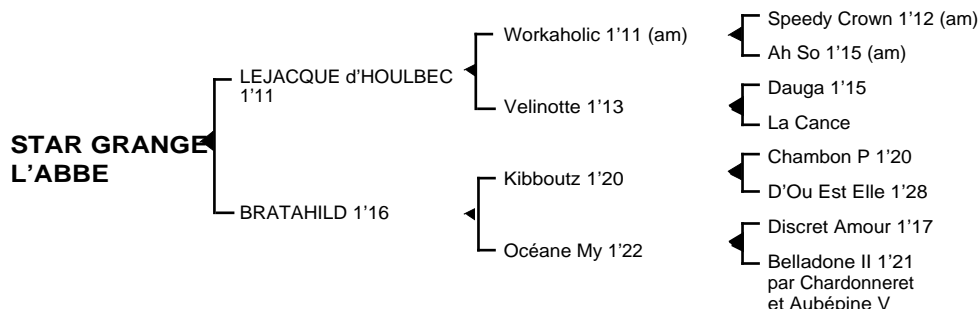 STAR GRANGE
L'ABBE
LEJACQUE d'HOULBEC
1'11
BRATAHILD 1'16
Workaholic 1'11 (am)
Velinotte 1'13
Kibboutz 1'20
Océane My 1'22
Speedy Crown 1'12 (am)
Ah So 1'15 (am)
Dauga 1'15
La Cance
Chambon P 1'20
D'Ou Est Elle 1'28
Discret Amour 1'17
Belladone II 1'21
par Chardonneret
et Aubépine V